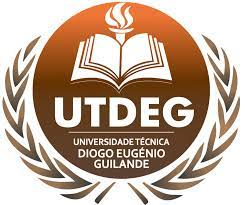 UTDEG
UNIVERSIDADE TÉCNICA
DIOGO EUGÉNIO
GUILANDE